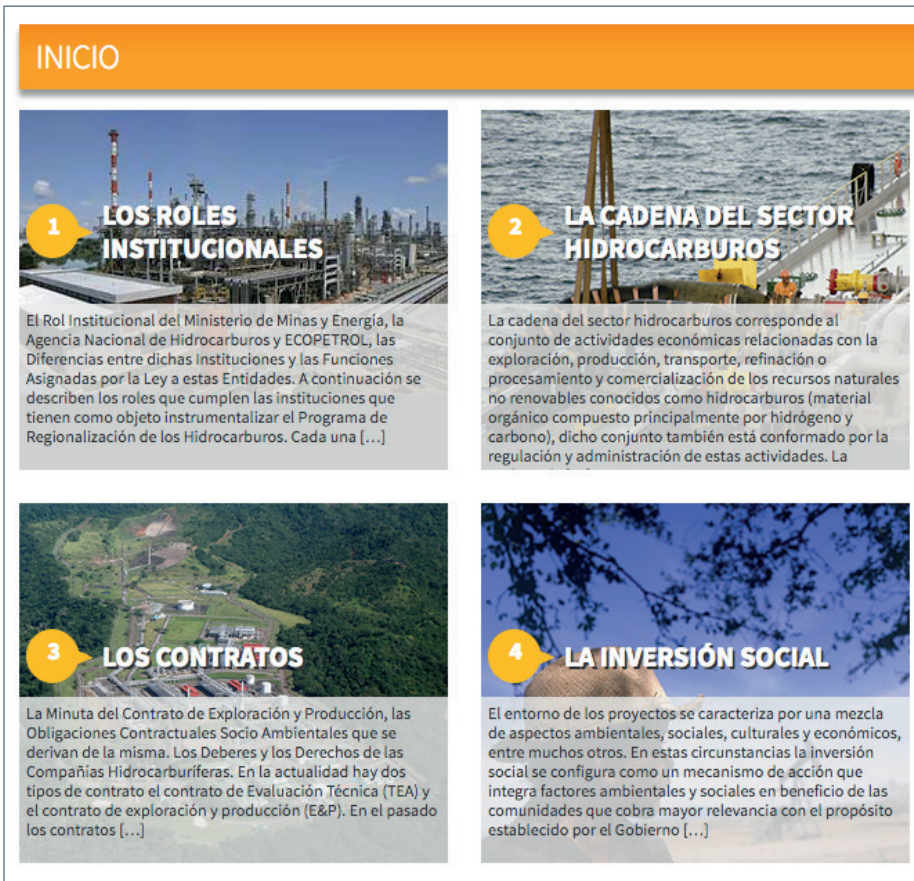 INICIO
1
LOS ROLES
INSTITUCIONALES
El Rol Institucional del Ministerio de Minas y Energía, la
Agencia Nacional de Hidrocarburos y ECOPETROL, las
Diferencias entre dichas Instituciones y las Funciones
Asignadas por la Ley a estas Entidades. A continuación se
describen los roles que cumplen las instituciones que
tienen como objeto instrumentalizar el Programa de
Regionalización de los Hidrocarburos. Cada una […]
2
LA CADENA DEL SECTOR
HIDROCARBUROS
La cadena del sector hidrocarburos corresponde al
conjunto de actividades económicas relacionadas con la
exploración, producción, transporte, refinación o
procesamiento y comercialización de los recursos naturales
no renovables conocidos como hidrocarburos (material
orgánico compuesto principalmente por hidrógeno y
carbono), dicho conjunto también está conformado por la
regulación y administración de estas actividades. La
3
LOS CONTRATOS
La Minuta del Contrato de Exploración y Producción, las
Obligaciones Contractuales Socio Ambientales que se
derivan de la misma. Los Deberes y los Derechos de las
Compañías Hidrocarburíferas. En la actualidad hay dos
tipos de contrato el contrato de Evaluación Técnica (TEA) y
el contrato de exploración y producción (E&P). En el pasado
los contratos […]
4
LA INVERSIÓN SOCIAL
El entorno de los proyectos se caracteriza por una mezcla
de aspectos ambientales, sociales, culturales y económicos,
entre muchos otros. En estas circunstancias la inversión
social se configura como un mecanismo de acción que
integra factores ambientales y sociales en beneficio de las
comunidades que cobra mayor relevancia con el propósito
establecido por el Gobierno […]